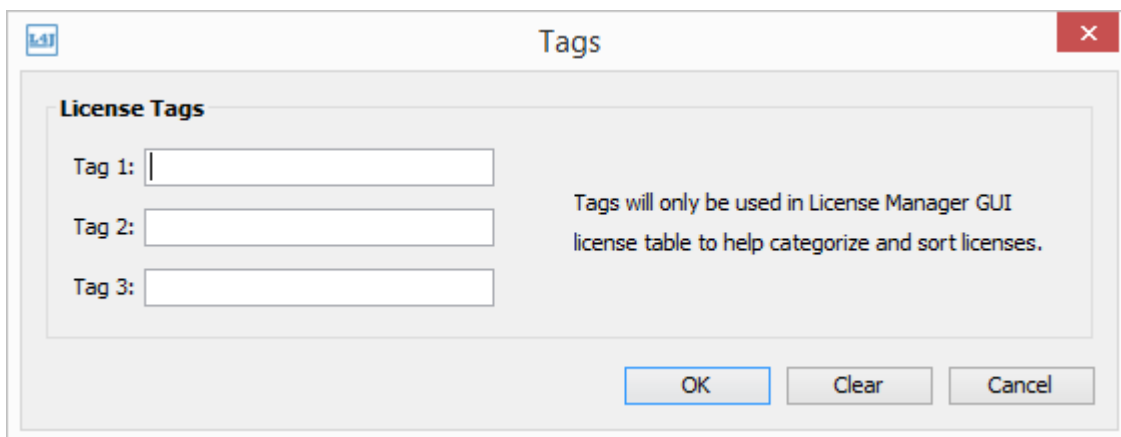 L4J
Tags
License Tags
Tag 1:
Tag 2:
Tag 3:
Tags will only be used in License Manager GUI
license table to help categorize and sort licenses.
OK
Clear
Cancel